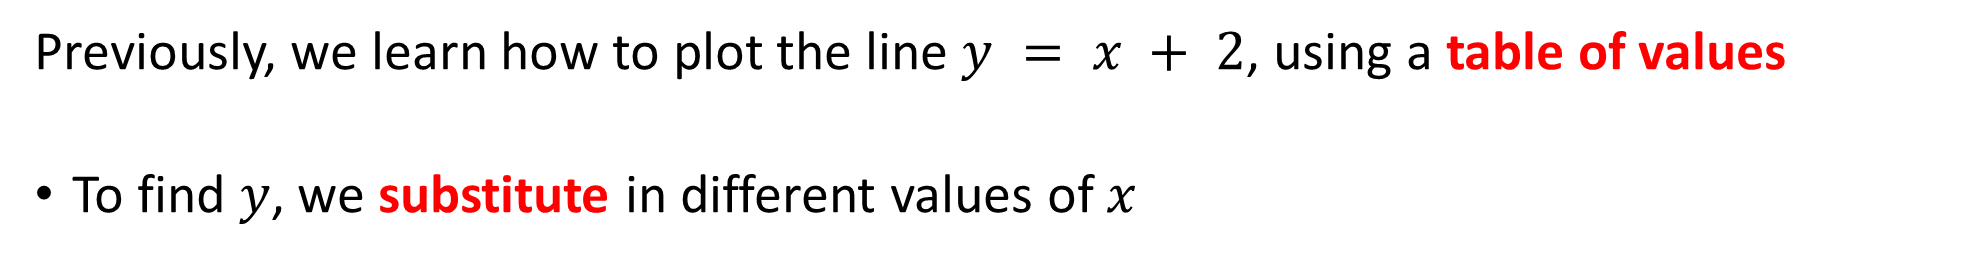 Previously, we learn how to plot the line y = x + 2, using a table of values
• To find y, we substitute in different values of x